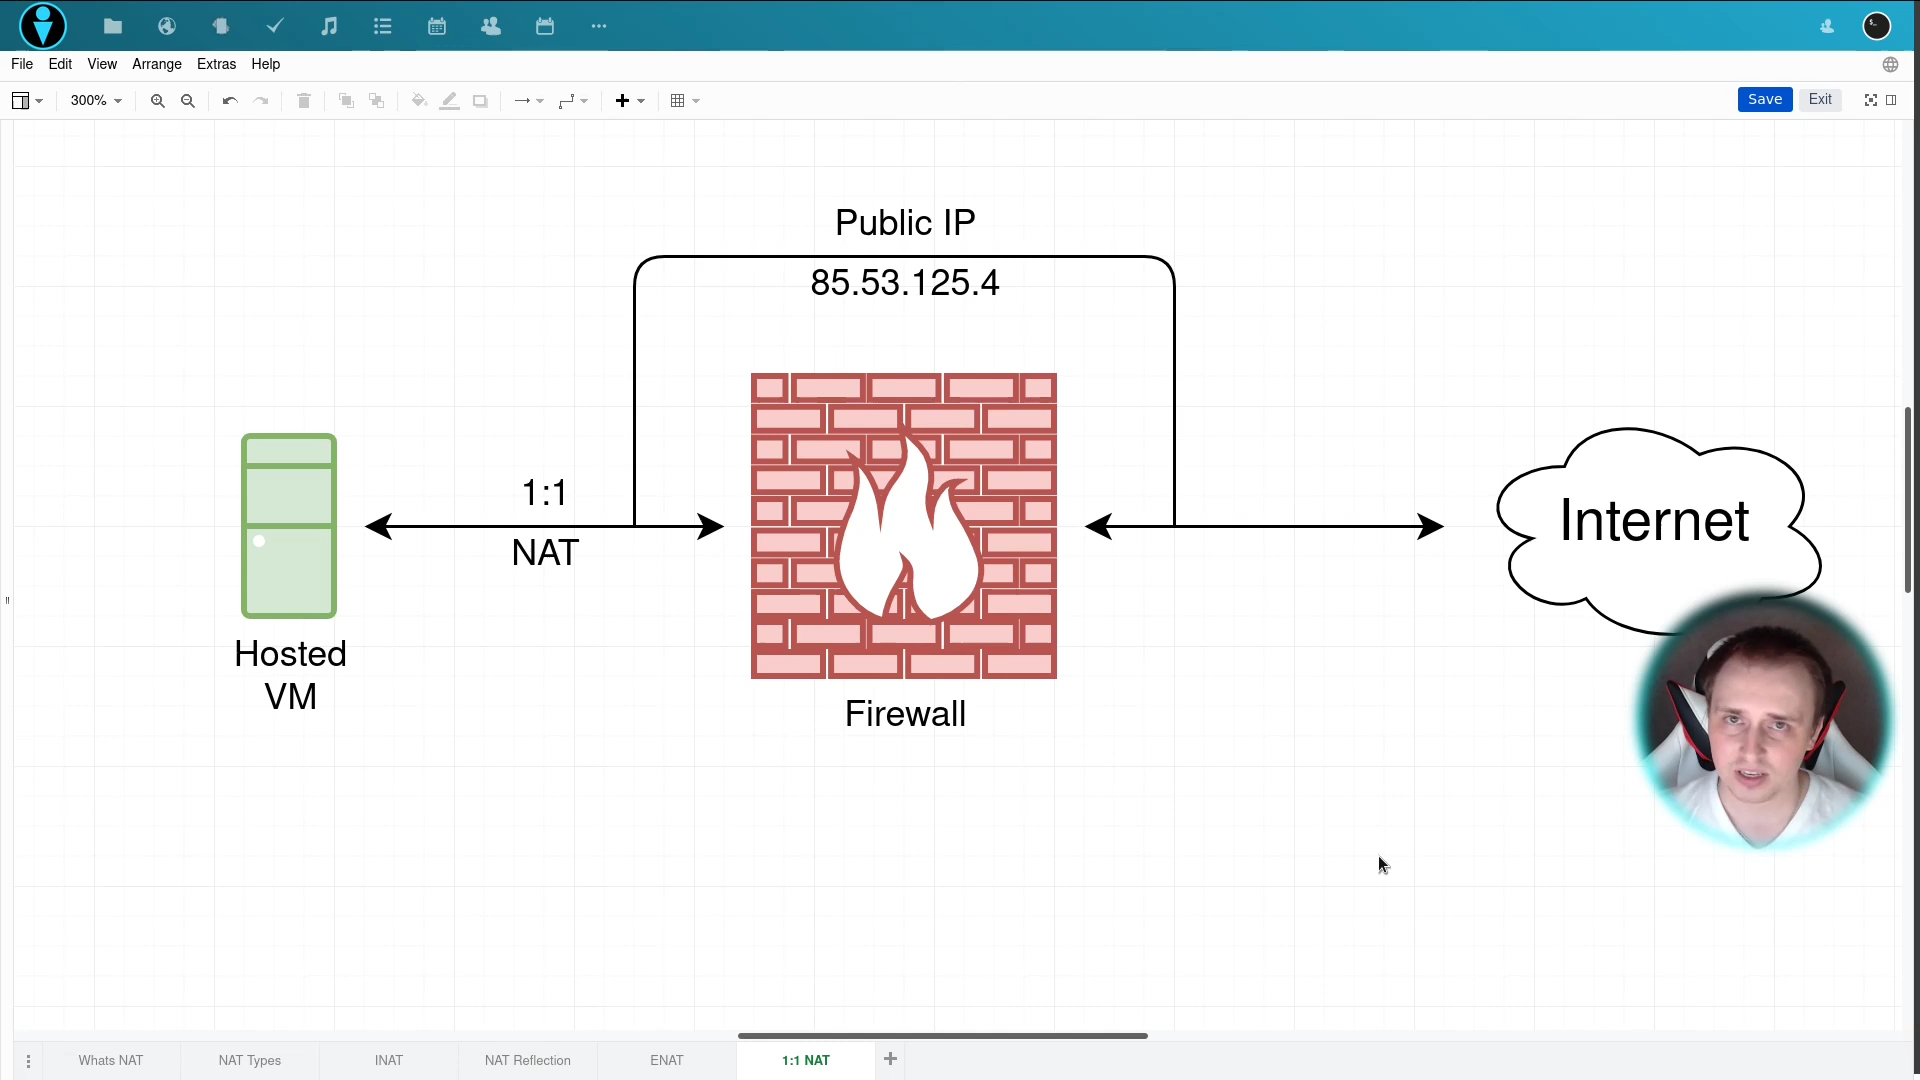 File Edit View Arrange Extras Help
300%
Save Exit
Public IP
85.53.125.4
1:1
NAT
Internet
Hosted
VM
Firewall
Whats NAT NAT Types INAT NAT Reflection ENAT 1:1 NAT